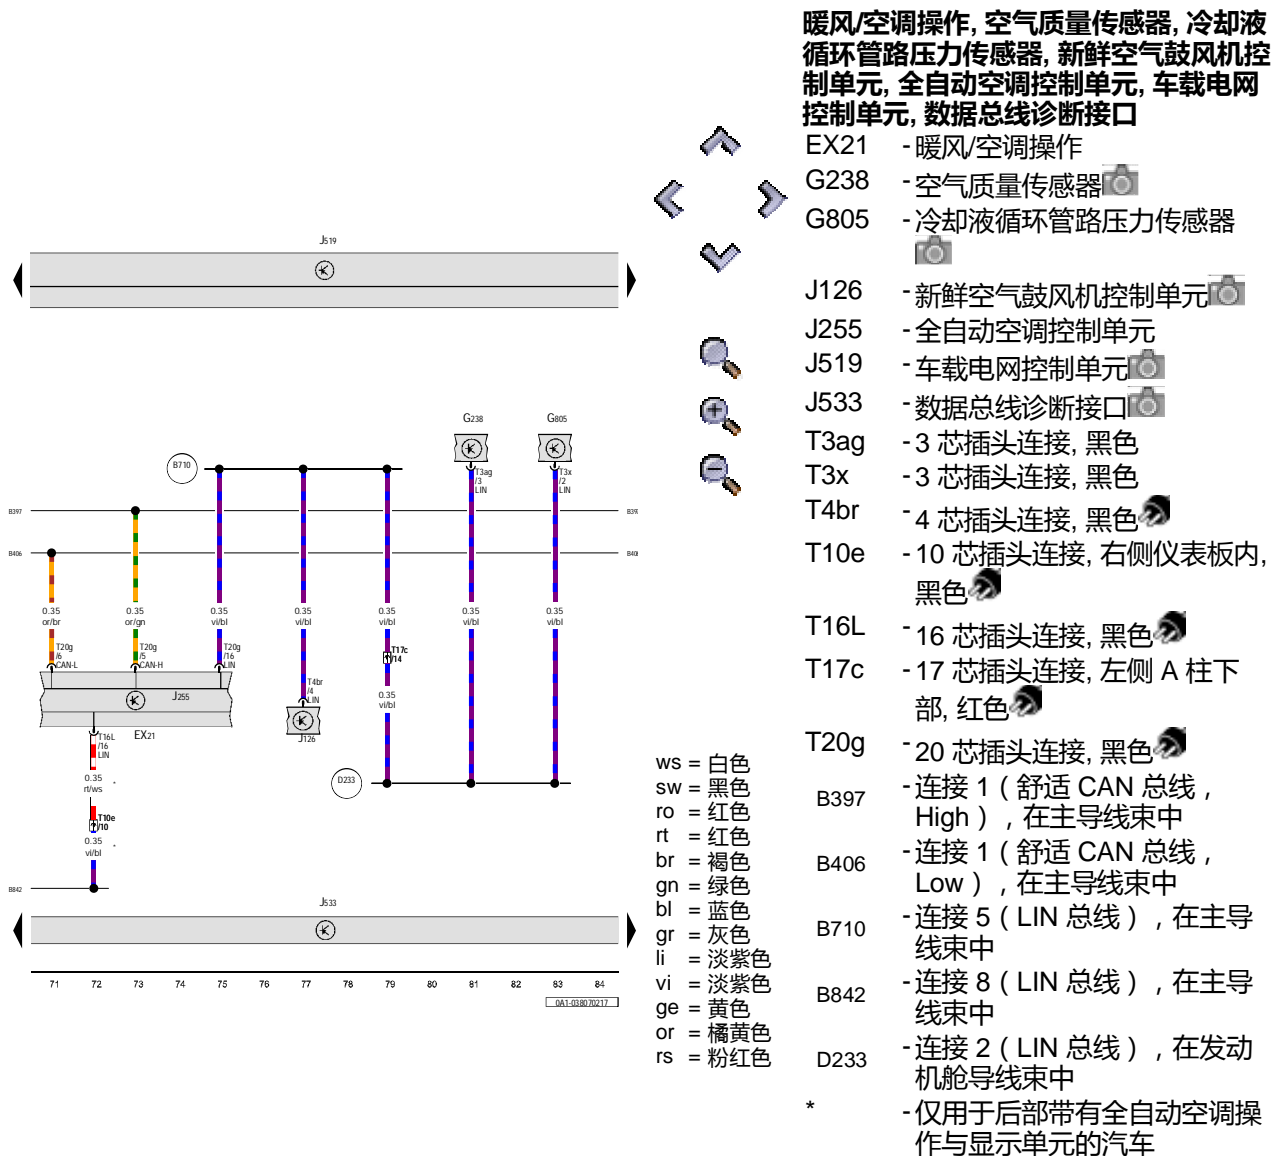 暖风/空调操作, 空气质量传感器, 冷却液
循环管路压力传感器, 新鲜空气鼓风机控
制单元, 全自动空调控制单元, 车载电网
控制单元, 数据总线诊断接口
EX21 - 暖风/空调操作
G238 - 空气质量传感器
G805 - 冷却液循环管路压力传感器
J126 - 新鲜空气鼓风机控制单元
J255 - 全自动空调控制单元
J519 - 车载电网控制单元
J533 - 数据总线诊断接口
T3ag - 3 芯插头连接, 黑色
T3x - 3 芯插头连接, 黑色
T4br - 4 芯插头连接, 黑色
T10e - 10 芯插头连接, 右侧仪表板内,
黑色
T16L - 16 芯插头连接, 黑色
T17c - 17 芯插头连接, 左侧 A 柱下
部, 红色
T20g - 20 芯插头连接, 黑色
B397 - 连接 1（舒适 CAN 总线，
High），在主导线束中
B406 - 连接 1（舒适 CAN 总线，
Low），在主导线束中
B710 - 连接 5（LIN 总线），在主导
线束中
B842 - 连接 8（LIN 总线），在主导
线束中
D233 - 连接 2（LIN 总线），在发动
机舱导线束中
* - 仅用于后部带有全自动空调操
作与显示单元的汽车
ws = 白色
sw = 黑色
ro = 红色
rt = 红色
br = 褐色
gn = 绿色
bl = 蓝色
gr = 灰色
li = 淡紫色
vi = 淡紫色
ge = 黄色
or = 橘黄色
rs = 粉红色
J519
G238 G805
B710
T3ag
/3
LIN
T3x
/2
LIN
B397 B397
B406 B406
0.35 0.35 0.35 0.35 0.35 0.35 0.35
or/br or/gn vi/bl vi/bl vi/bl vi/bl vi/bl
T20g
/6
CAN-L
T20g
/5
CAN-H
T20g
/16
LIN
T17c
/14
T4br
/4
LIN
0.35
vi/bl
J255
EX21
J126
T16L
/16
LIN
D233
0.35 *
rt/ws
T10e
/10
0.35 *
vi/bl
B842
J533
71 72 73 74 75 76 77 78 79 80 81 82 83 84
0A1-038070217